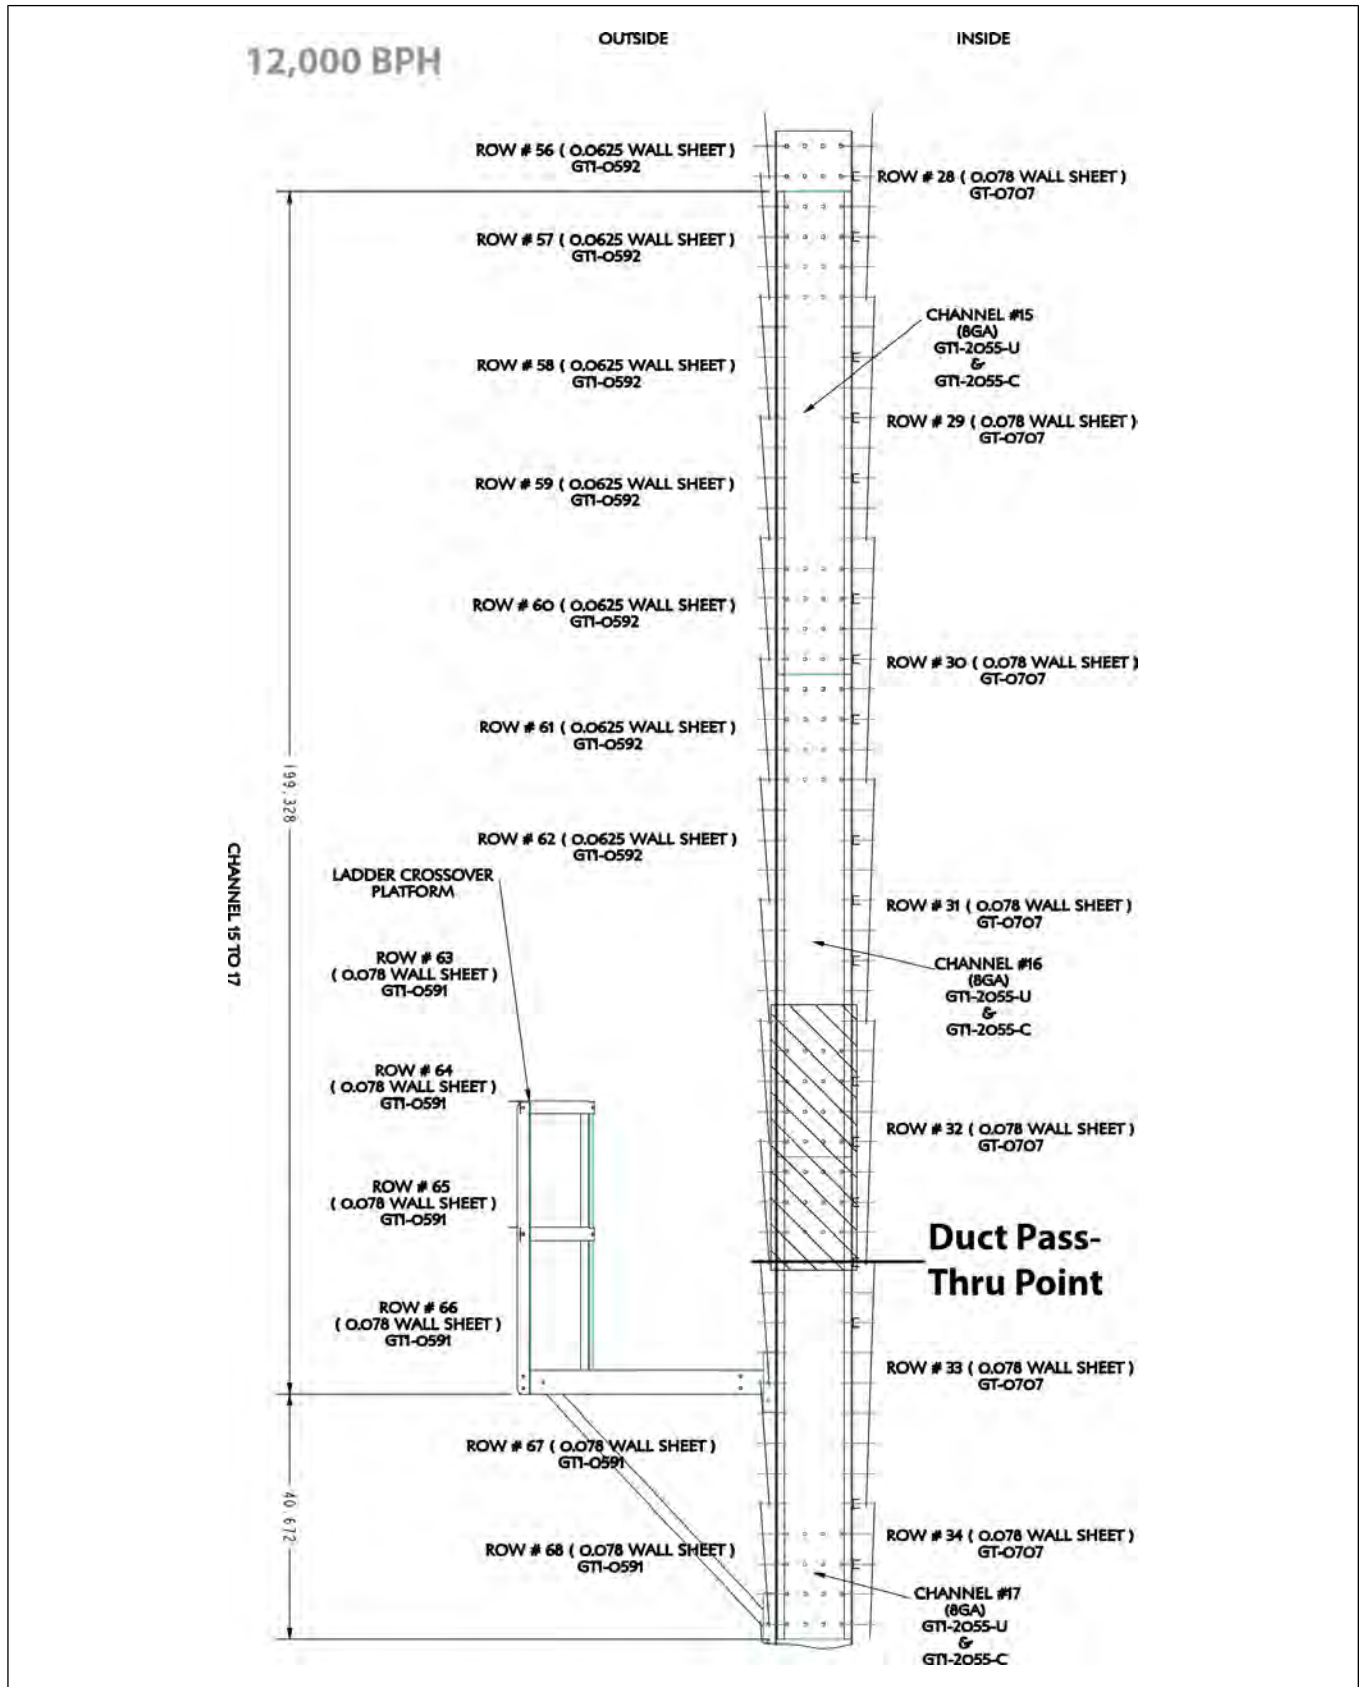 OUTSIDE
INSIDE
12,000 BPH
ROW # 56 ( 0.0625 WALL SHEET )
GT1-0592
ROW # 28 ( 0.078 WALL SHEET )
GT-0707
ROW # 57 ( 0.0625 WALL SHEET )
GT1-0592
CHANNEL #15
(8GA)
GT1-2055-U
&
GT1-2055-C
ROW # 58 ( 0.0625 WALL SHEET )
GT1-0592
ROW # 29 ( 0.078 WALL SHEET )
GT-0707
ROW # 59 ( 0.0625 WALL SHEET )
GT1-0592
ROW # 60 ( 0.0625 WALL SHEET )
GT1-0592
ROW # 30 ( 0.078 WALL SHEET )
GT-0707
ROW # 61 ( 0.0625 WALL SHEET )
GT1-0592
199.328
ROW # 62 ( 0.0625 WALL SHEET )
GT1-0592
CHANNEL 15 TO 17
LADDER CROSSOVER
PLATFORM
ROW # 31 ( 0.078 WALL SHEET )
GT-0707
ROW # 63
( 0.078 WALL SHEET )
GT1-0591
CHANNEL #16
(8GA)
GT1-2055-U
&
GT1-2055-C
ROW # 64
( 0.078 WALL SHEET )
GT1-0591
ROW # 32 ( 0.078 WALL SHEET )
GT-0707
ROW # 65
( 0.078 WALL SHEET )
GT1-0591
Duct Pass-
Thru Point
ROW # 66
( 0.078 WALL SHEET )
GT1-0591
ROW # 33 ( 0.078 WALL SHEET )
GT-0707
ROW # 67 ( 0.078 WALL SHEET )
GT1-0591
40.672
ROW # 34 ( 0.078 WALL SHEET )
GT-0707
ROW # 68 ( 0.078 WALL SHEET )
GT1-0591
CHANNEL #17
(8GA)
GT1-2055-U
&
GT1-2055-C